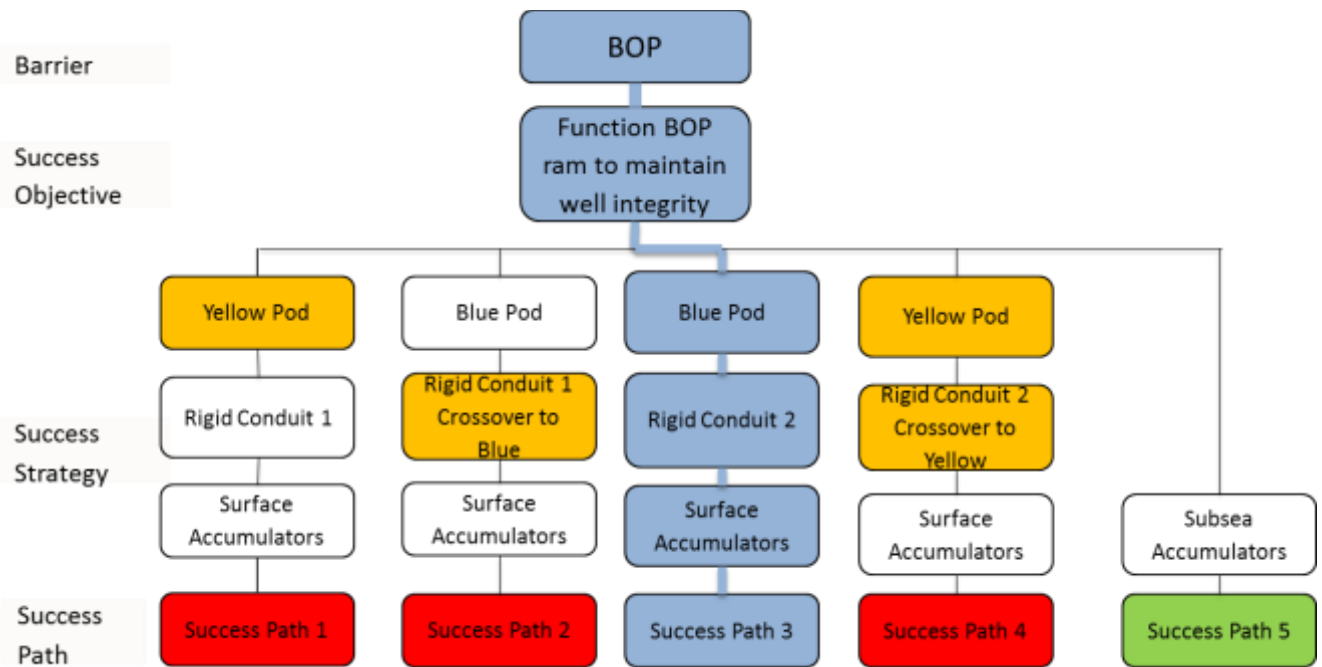 Barrier
BOP
Success
Objective
Function BOP
ram to maintain
well integrity
Success
Strategy
Yellow Pod
Blue Pod
Blue Pod
Yellow Pod
Rigid Conduit 1
Rigid Conduit 1
Crossover to
Blue
Rigid Conduit 2
Rigid Conduit 2
Crossover to
Yellow
Surface
Accumulators
Surface
Accumulators
Surface
Accumulators
Surface
Accumulators
Subsea
Accumulators
Success
Path
Success Path 1
Success Path 2
Success Path 3
Success Path 4
Success Path 5